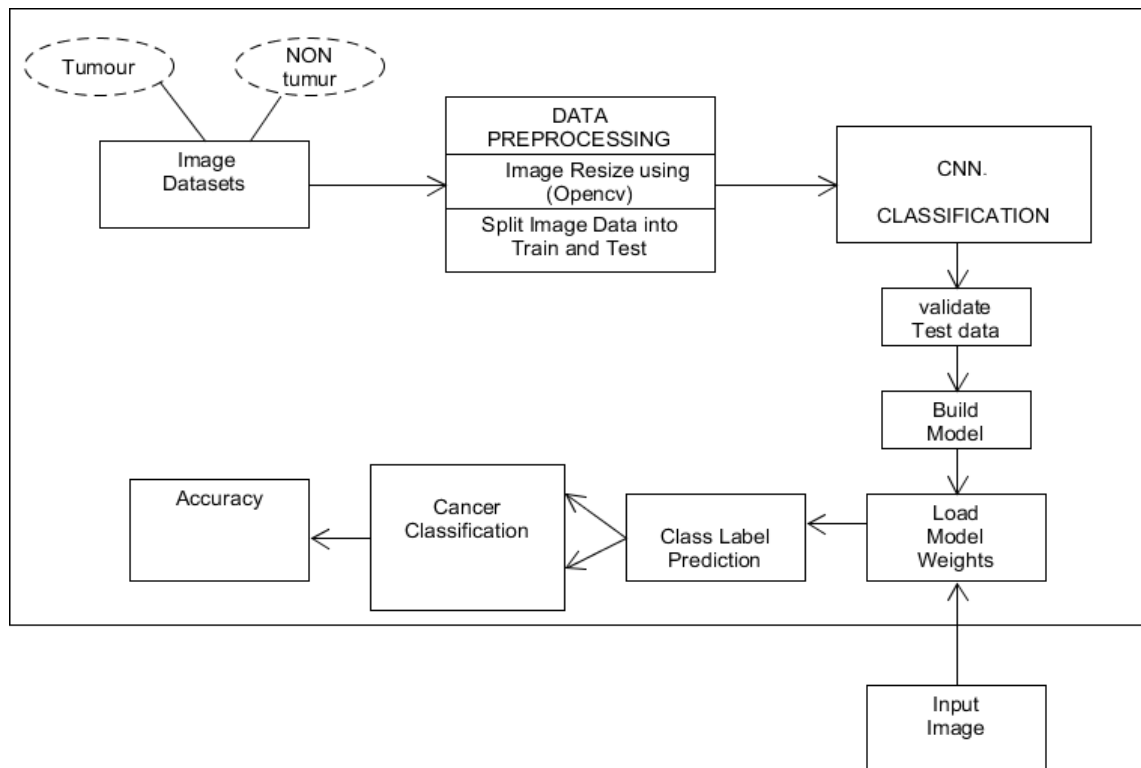 Tumour
NON
tumur
Image
Datasets
DATA
PREPROCESSING
Image Resize using
(Opencv)
Split Image Data into
Train and Test
CNN.
CLASSIFICATION
validate
Test data
Build
Model
Load
Model
Weights
Class Label
Prediction
Cancer
Classification
Accuracy
Input
Image